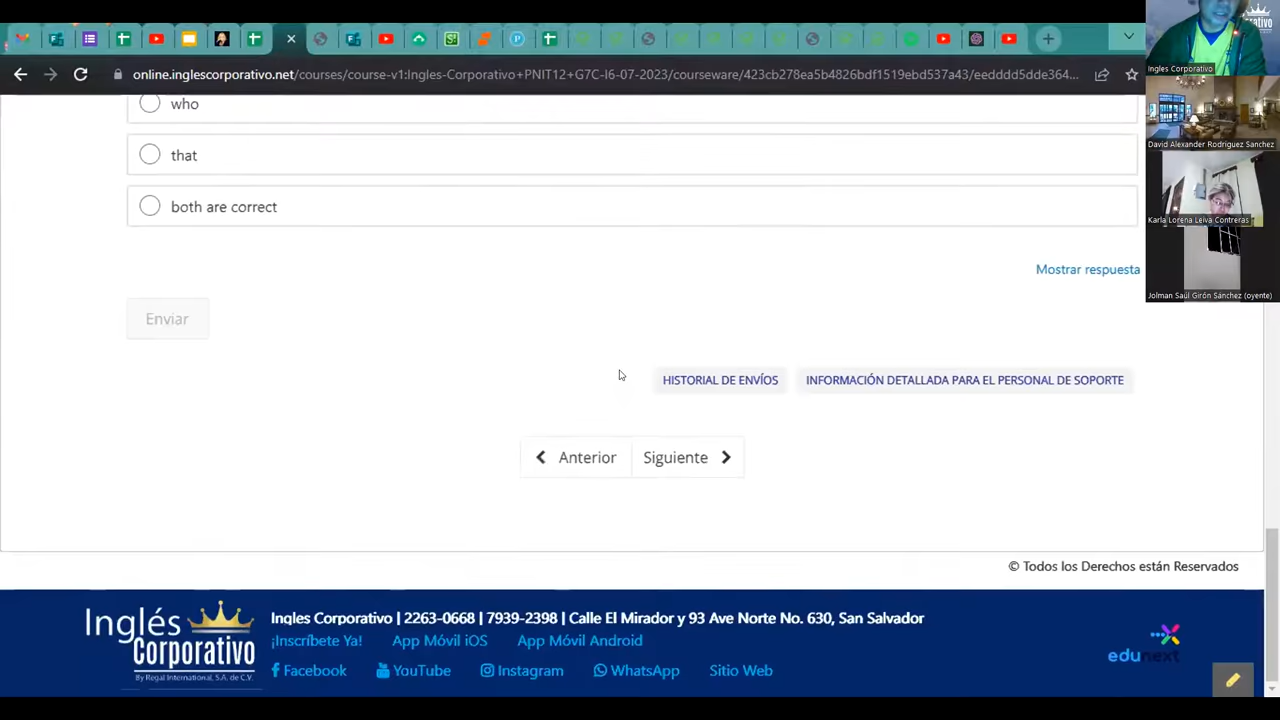 online.inglescorporativo.net/courses/course-v1:Ingles-Corporativo+PNIT12+G7C-I6-07-2023/courseware/423cb278ea5b4826bdf1519ebd537a43/eedddd5dde364...
Ingles Corporativo
David Alexander Rodriguez Sanchez
Karla Lorena Leiva Contreras
Jolman Saúl Girón Sánchez (oyente)
who
that
both are correct
Mostrar respuesta
Enviar
HISTORIAL DE ENVÍOS
INFORMACIÓN DETALLADA PARA EL PERSONAL DE SOPORTE
Anterior
Siguiente
© Todos los Derechos están Reservados
Inglés Corporativo
By Regal International, S.A. de C.V.
Ingles Corporativo | 2263-0668 | 7939-2398 | Calle El Mirador y 93 Ave Norte No. 630, San Salvador
¡Inscríbete Ya! App Móvil iOS App Móvil Android
Facebook YouTube Instagram WhatsApp Sitio Web
edunext